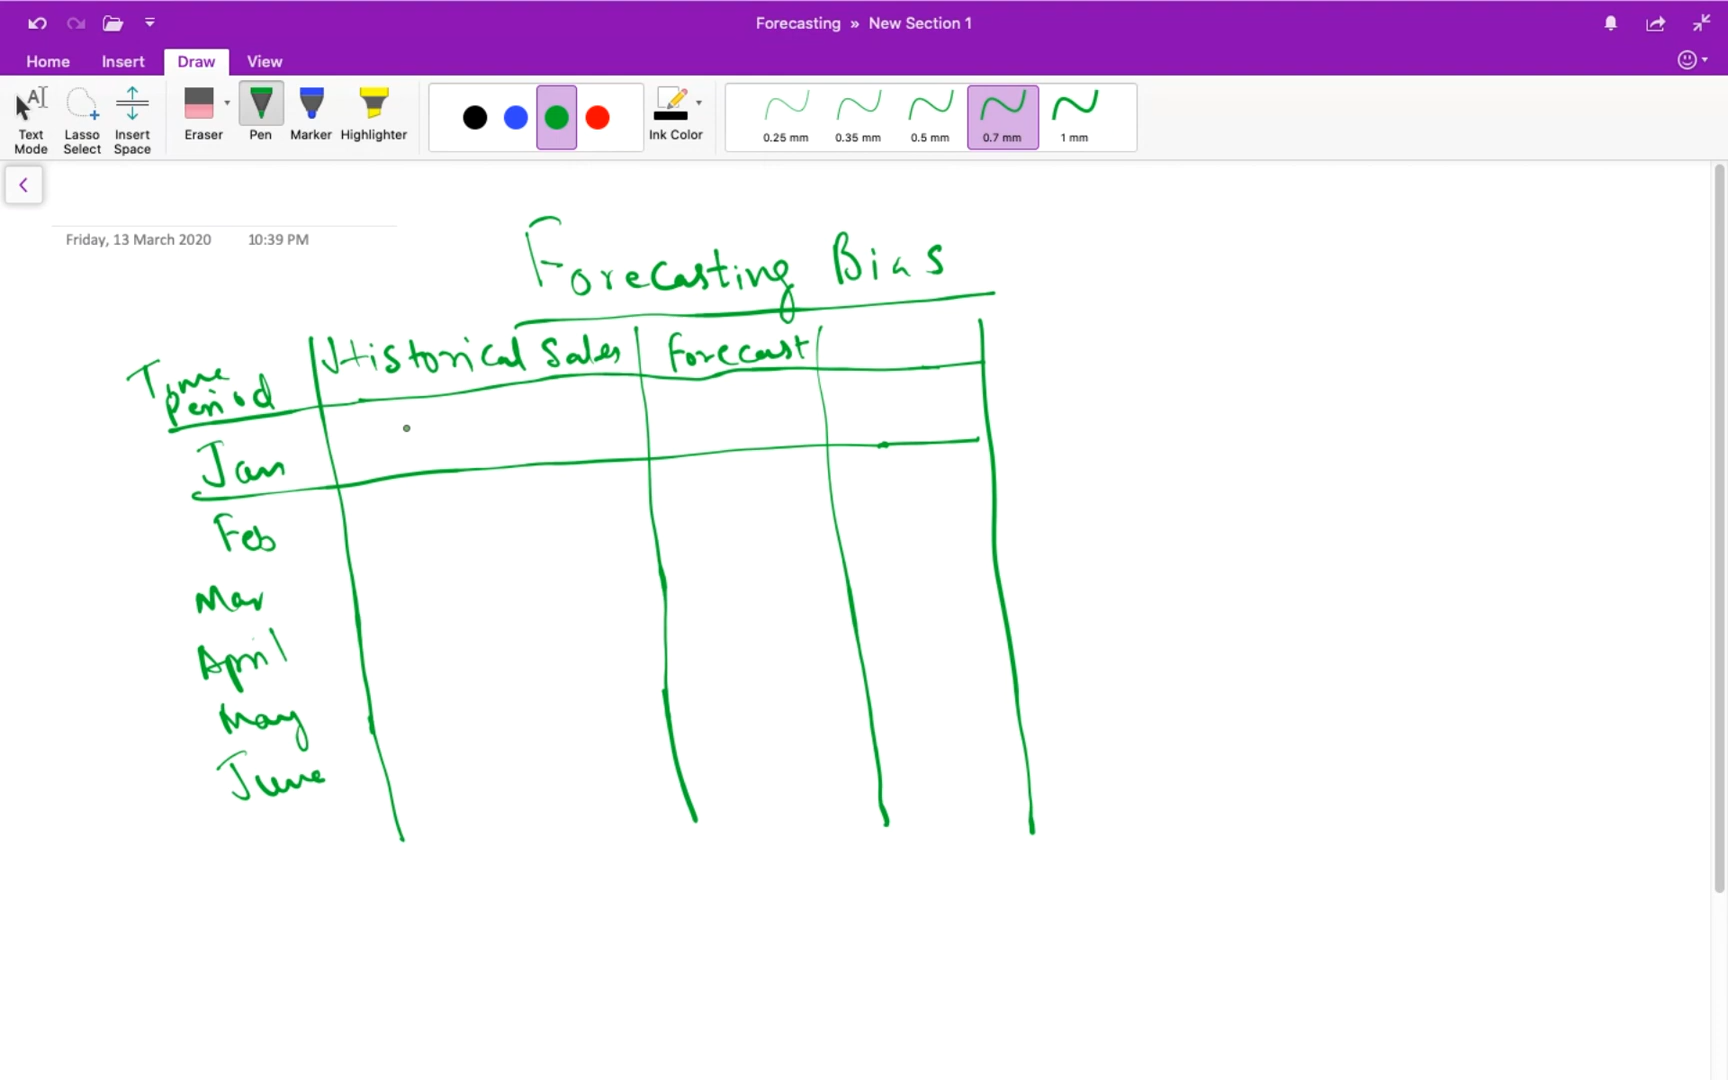 Forecasting » New Section 1
Home Insert Draw View
Text Mode
Lasso Select
Insert Space
Eraser
Pen
Marker
Highlighter
Ink Color
0.25 mm
0.35 mm
0.5 mm
0.7 mm
1 mm
Friday, 13 March 2020 10:39 PM
Forecasting Bias
Time Period
Historical Sales
Forecast
Jan
Feb
Mar
April
May
June